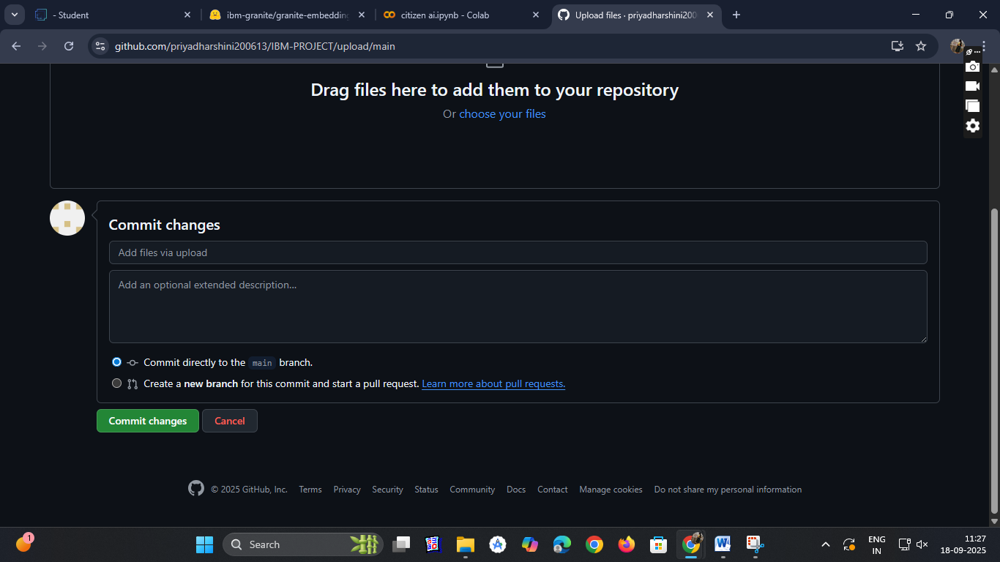 - Student
ibm-granite/granite-embedding
citizen ai.ipynb - Colab
Upload files · priyadharshini200
github.com/priyadharshini200613/IBM-PROJECT/upload/main
Drag files here to add them to your repository
Or choose your files
Commit changes
Add files via upload
Add an optional extended description...
Commit directly to the main branch.
Create a new branch for this commit and start a pull request. Learn more about pull requests.
Commit changes
Cancel
© 2025 GitHub, Inc. Terms Privacy Security Status Community Docs Contact Manage cookies Do not share my personal information
1
Search
ENG
IN
11:27
18-09-2025